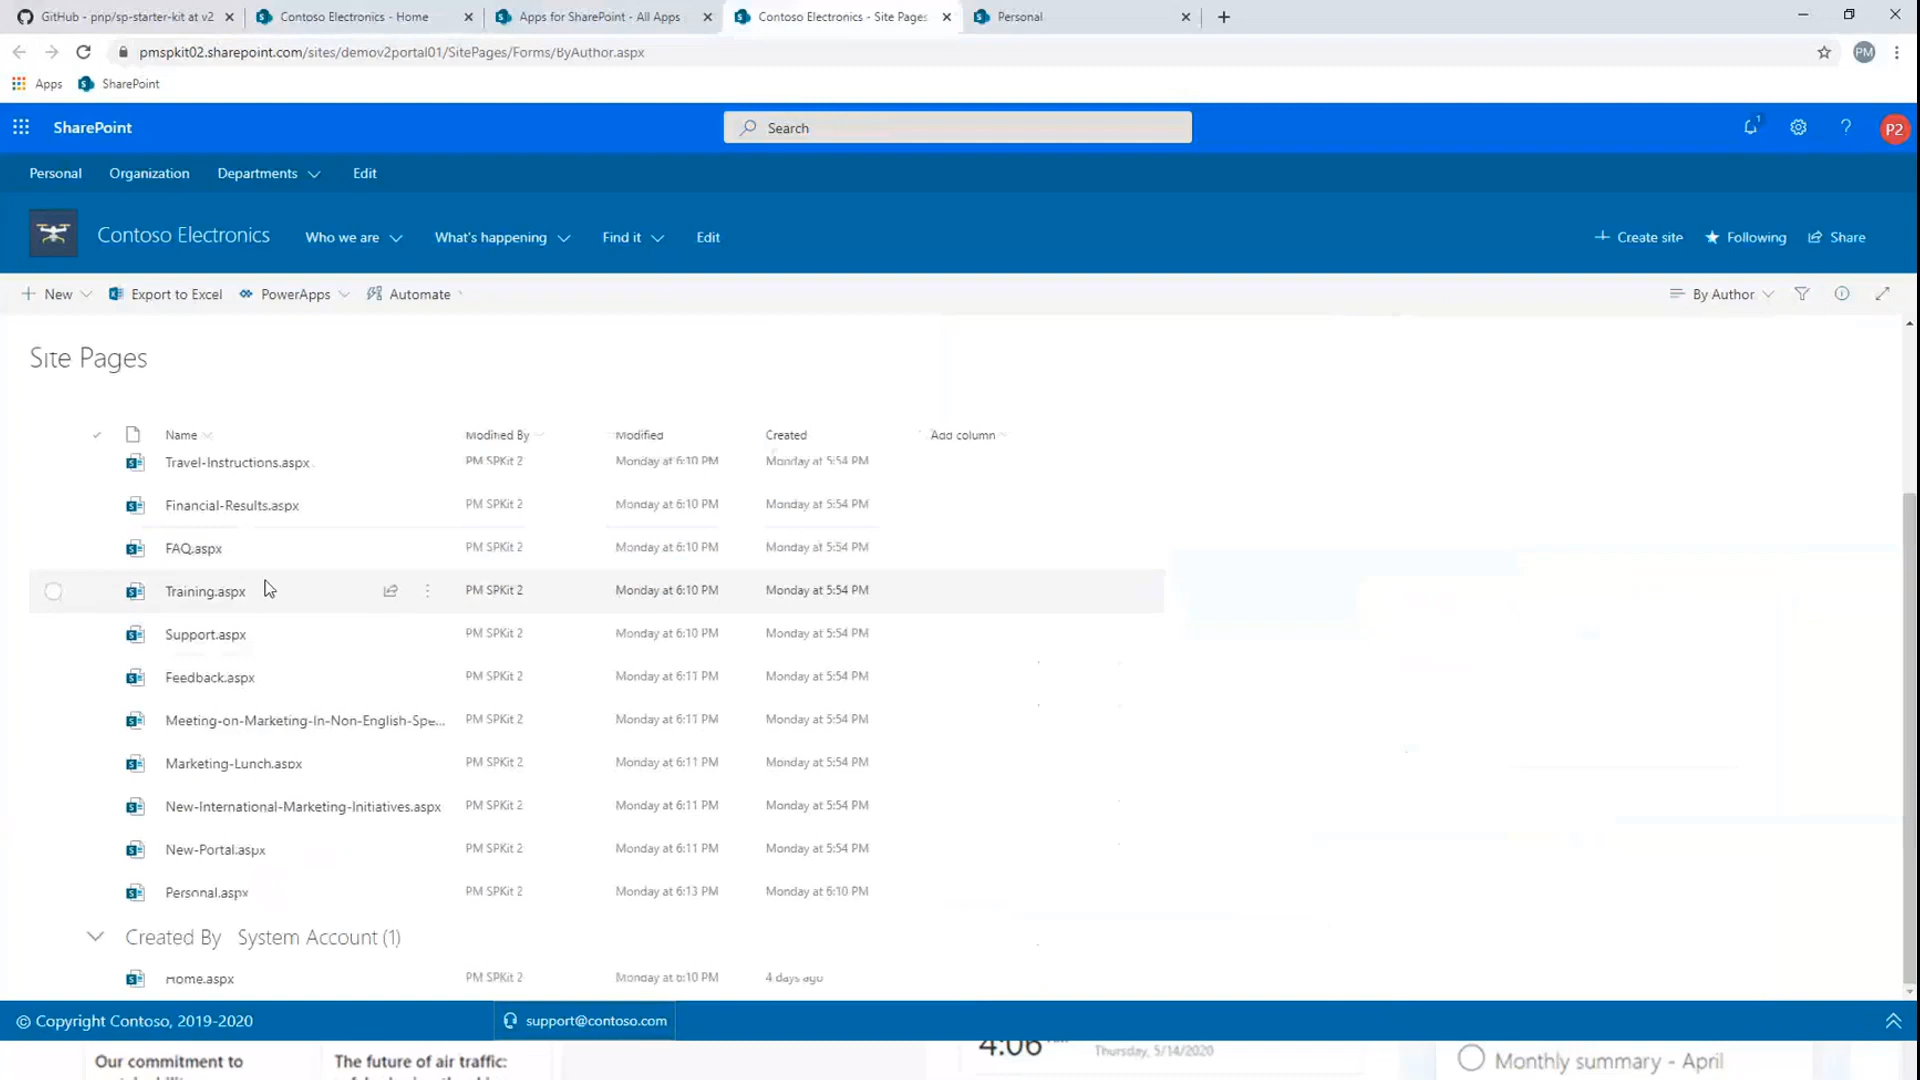 GitHub - pnp/sp-starter-kit at v2
Contoso Electronics - Home
Apps for SharePoint - All Apps
Contoso Electronics - Site Pages
Personal
pmspkit02.sharepoint.com/sites/demov2portal01/SitePages/Forms/ByAuthor.aspx
PM
Apps
SharePoint
SharePoint
Search
1
?
P2
Personal
Organization
Departments
Edit
Contoso Electronics
Who we are
What's happening
Find it
Edit
Create site
Following
Share
New
Export to Excel
PowerApps
Automate
By Author
Site Pages
Name Modified By Modified Created Add column
Travel-Instructions.aspx PM SPKit 2 Monday at 6:10 PM Monday at 5:54 PM
Financial-Results.aspx PM SPKit 2 Monday at 6:10 PM Monday at 5:54 PM
FAQ.aspx PM SPKit 2 Monday at 6:10 PM Monday at 5:54 PM
Training.aspx PM SPKit 2 Monday at 6:10 PM Monday at 5:54 PM
Support.aspx PM SPKit 2 Monday at 6:10 PM Monday at 5:54 PM
Feedback.aspx PM SPKit 2 Monday at 6:11 PM Monday at 5:54 PM
Meeting-on-Marketing-In-Non-English-Spe... PM SPKit 2 Monday at 6:11 PM Monday at 5:54 PM
Marketing-Lunch.aspx PM SPKit 2 Monday at 6:11 PM Monday at 5:54 PM
New-International-Marketing-Initiatives.aspx PM SPKit 2 Monday at 6:11 PM Monday at 5:54 PM
New-Portal.aspx PM SPKit 2 Monday at 6:11 PM Monday at 5:54 PM
Personal.aspx PM SPKit 2 Monday at 6:13 PM Monday at 6:10 PM
Created By System Account (1)
Home.aspx PM SPKit 2 Monday at 6:10 PM 4 days ago
© Copyright Contoso, 2019-2020
support@contoso.com
Our commitment to
The future of air traffic:
4:06
Thursday, 5/14/2020
Monthly summary - April